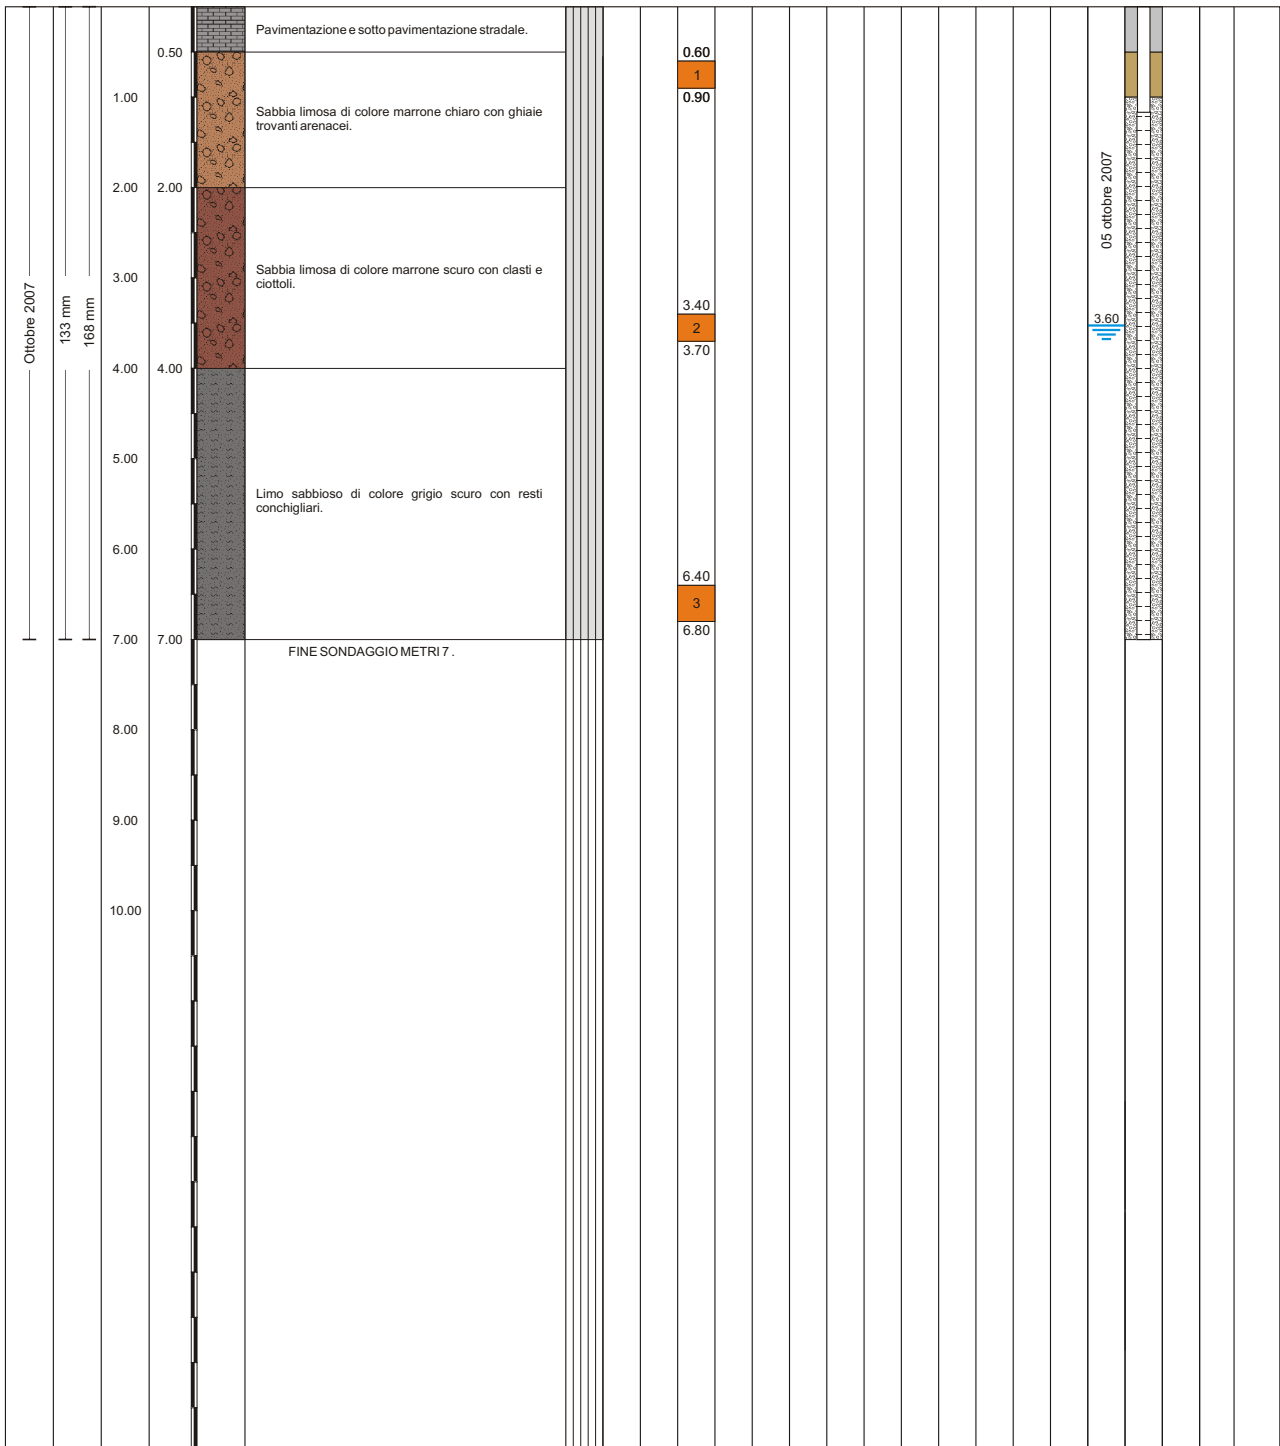 Pavimentazione e sotto pavimentazione stradale.
0.50
0.60
1
0.90
1.00
Sabbia limosa di colore marrone chiaro con ghiaie
trovanti arenacei.
05 ottobre 2007
2.00
2.00
Sabbia limosa di colore marrone scuro con clasti e
ciottoli.
3.00
Ottobre 2007
133 mm
168 mm
3.40
2
3.70
3.60
4.00
4.00
5.00
Limo sabbioso di colore grigio scuro con resti
conchigliari.
6.00
6.40
3
6.80
7.00
7.00
FINE SONDAGGIO METRI 7 .
8.00
9.00
10.00